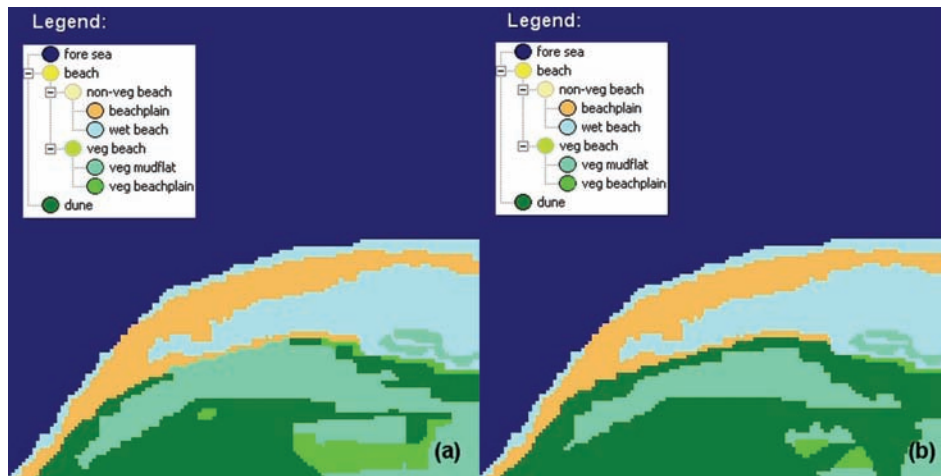 Legend:
fore sea
beach
non-veg beach
beachplain
wet beach
veg beach
veg mudflat
veg beachplain
dune
(a)
Legend:
fore sea
beach
non-veg beach
beachplain
wet beach
veg beach
veg mudflat
veg beachplain
dune
(b)